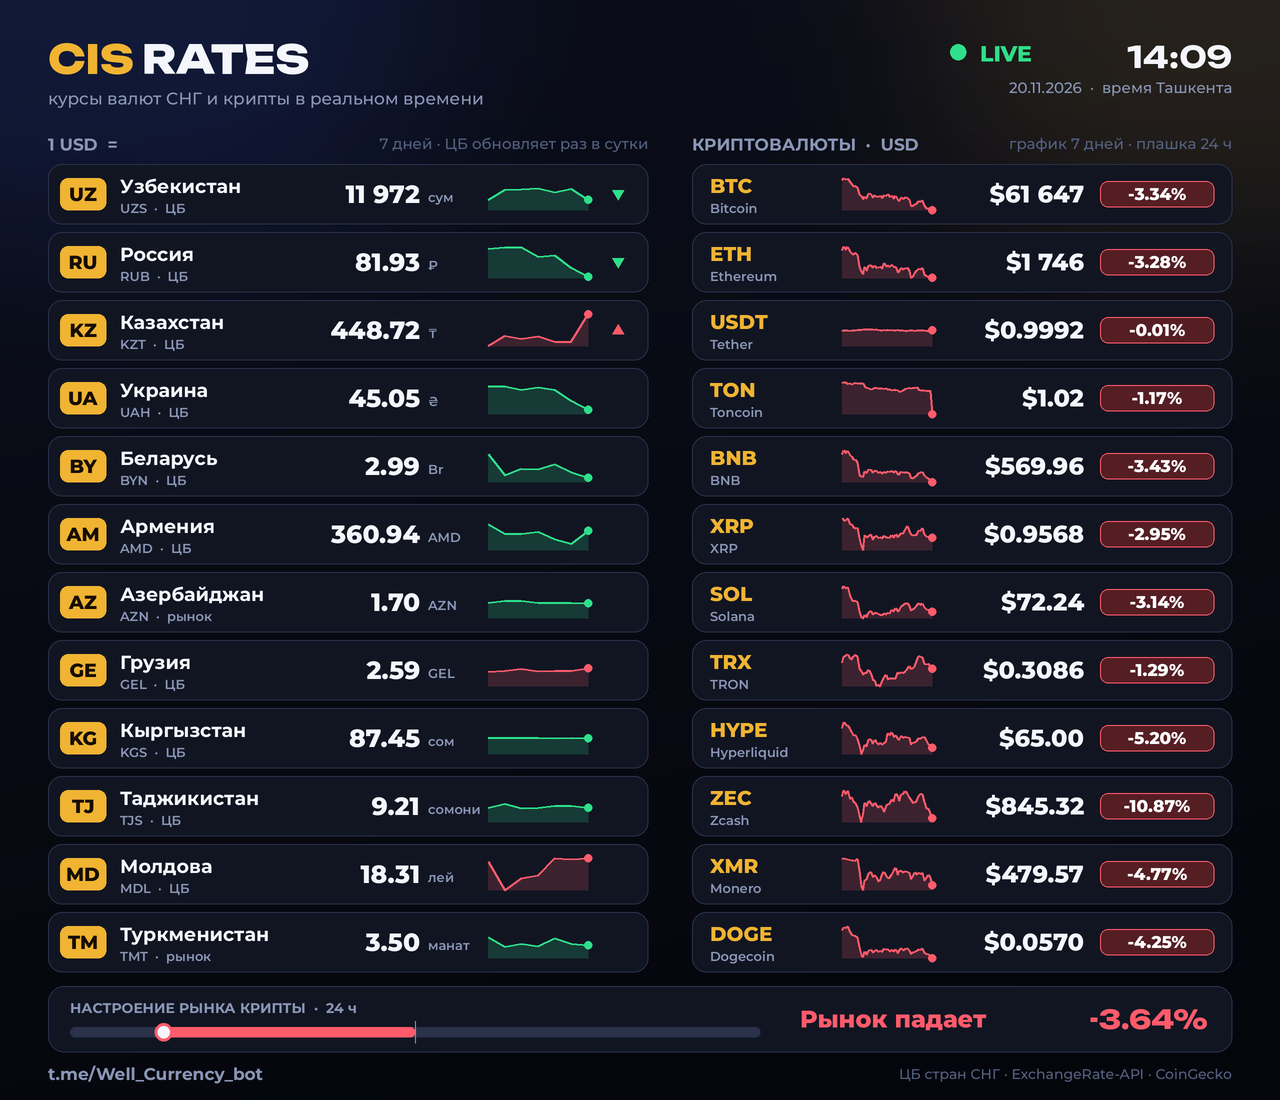 CIS RATES
курсы валют СНГ и крипты в реальном времени
LIVE
14:09
20.11.2026 · время Ташкента
1 USD =
7 дней · ЦБ обновляет раз в сутки
UZ Узбекистан 11 972 сум
UZS · ЦБ
RU Россия 81.93 ₽
RUB · ЦБ
KZ Казахстан 448.72 ₸
KZT · ЦБ
UA Украина 45.05 ₴
UAH · ЦБ
BY Беларусь 2.99 Br
BYN · ЦБ
AM Армения 360.94 AMD
AMD · ЦБ
AZ Азербайджан 1.70 AZN
AZN · рынок
GE Грузия 2.59 GEL
GEL · ЦБ
KG Кыргызстан 87.45 сом
KGS · ЦБ
TJ Таджикистан 9.21 сомони
TJS · ЦБ
MD Молдова 18.31 лей
MDL · ЦБ
TM Туркменистан 3.50 манат
TMT · рынок
КРИПТОВАЛЮТЫ · USD
график 7 дней · плашка 24 ч
BTC $61 647 -3.34%
Bitcoin
ETH $1 746 -3.28%
Ethereum
USDT $0.9992 -0.01%
Tether
TON $1.02 -1.17%
Toncoin
BNB $569.96 -3.43%
BNB
XRP $0.9568 -2.95%
XRP
SOL $72.24 -3.14%
Solana
TRX $0.3086 -1.29%
TRON
HYPE $65.00 -5.20%
Hyperliquid
ZEC $845.32 -10.87%
Zcash
XMR $479.57 -4.77%
Monero
DOGE $0.0570 -4.25%
Dogecoin
НАСТРОЕНИЕ РЫНКА КРИПТЫ · 24 ч
Рынок падает -3.64%
t.me/Well_Currency_bot
ЦБ стран СНГ · ExchangeRate-API · CoinGecko